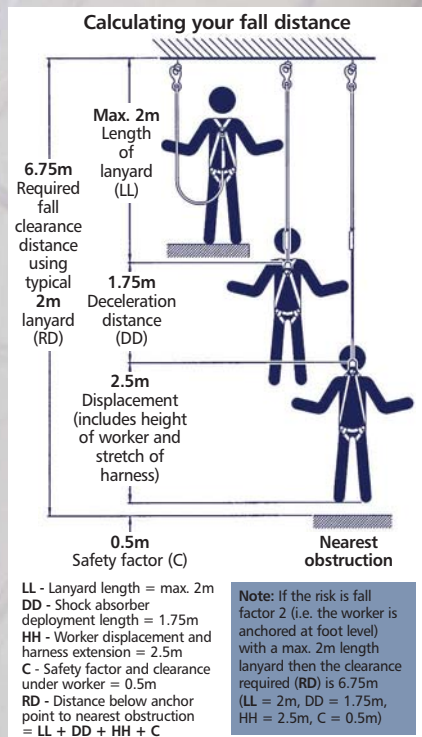 Calculating your fall distance
Max. 2m
Length
of
lanyard
(LL)
6.75m
Required
fall
clearance
distance
using
typical
2m
lanyard
(RD)
1.75m
Deceleration
distance
(DD)
2.5m
Displacement
(includes height
of worker and
stretch of
harness)
0.5m
Safety factor (C)
Nearest
obstruction
LL - Lanyard length = max. 2m
DD - Shock absorber
deployment length = 1.75m
HH - Worker displacement and
harness extension = 2.5m
C - Safety factor and clearance
under worker = 0.5m
RD - Distance below anchor
point to nearest obstruction
= LL + DD + HH + C
Note: If the risk is fall
factor 2 (i.e. the worker is
anchored at foot level)
with a max. 2m length
lanyard then the clearance
required (RD) is 6.75m
(LL = 2m, DD = 1.75m,
HH = 2.5m, C = 0.5m)